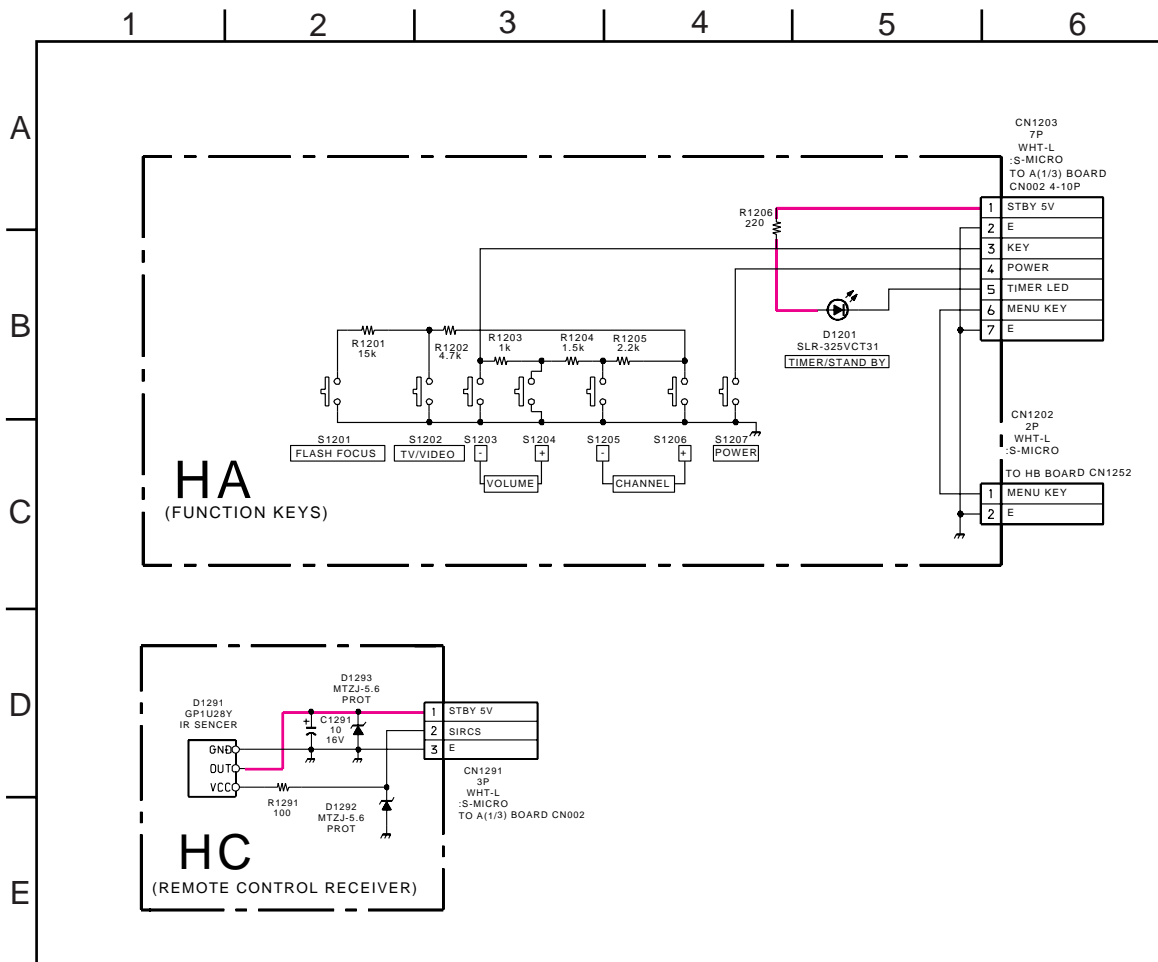 1 2 3 4 5 6
A
B
C
D
E
CN1203
7P
WHT-L
:S-MICRO
TO A(1/3) BOARD
CN002 4-10P
1 STBY 5V
2 E
3 KEY
4 POWER
5 TIMER LED
6 MENU KEY
7 E
R1206
220
D1201
SLR-325VCT31
TIMER/STAND BY
R1201
15k
R1202
4.7k
R1203
1k
R1204
1.5k
R1205
2.2k
S1201
FLASH FOCUS
S1202
TV/VIDEO
S1203
-
S1204
+
VOLUME
S1205
-
S1206
+
CHANNEL
S1207
POWER
HA
(FUNCTION KEYS)
CN1202
2P
WHT-L
:S-MICRO
TO HB BOARD CN1252
1 MENU KEY
2 E
D1291
GP1U28Y
IR SENCER
GND
OUT
VCC
D1293
MTZJ-5.6
PROT
+
C1291
10
16V
1 STBY 5V
2 SIRCS
3 E
CN1291
3P
WHT-L
:S-MICRO
TO A(1/3) BOARD CN002
R1291
100
D1292
MTZJ-5.6
PROT
HC
(REMOTE CONTROL RECEIVER)